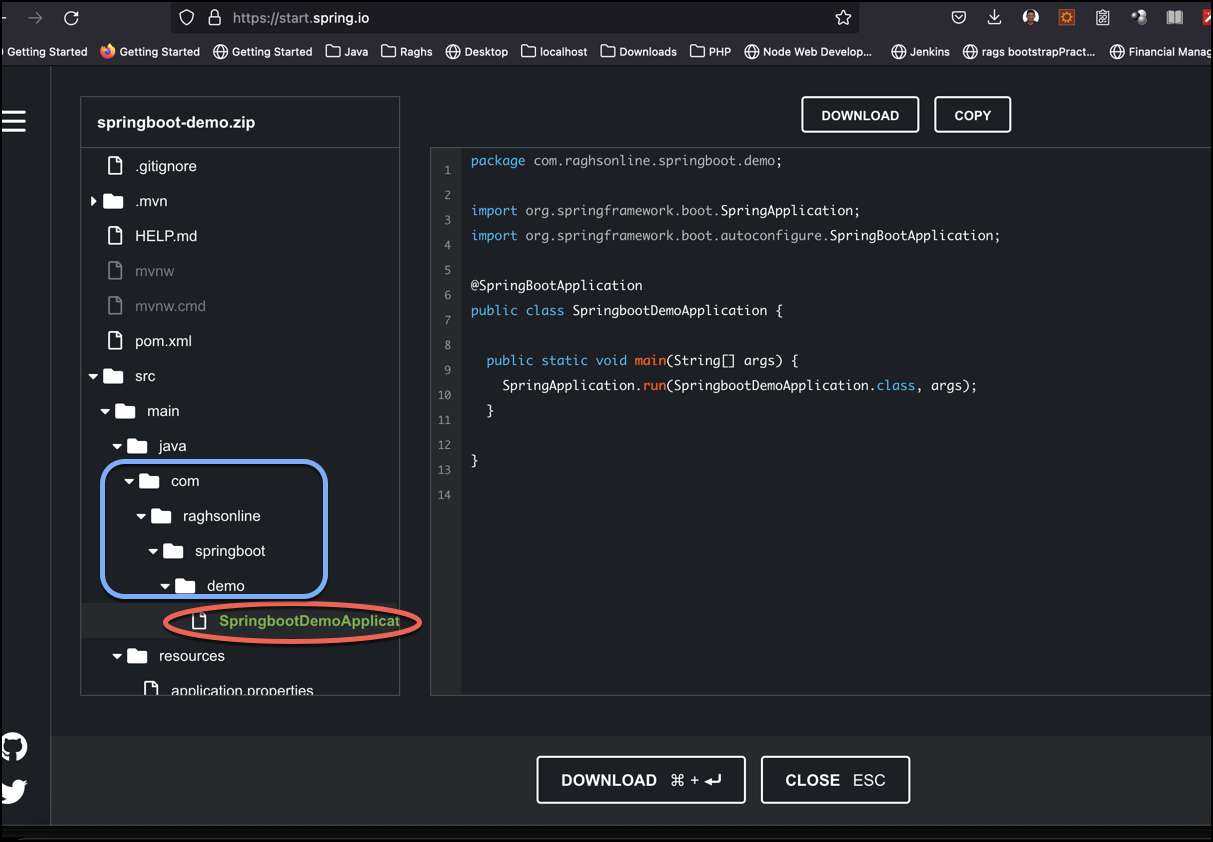 https://start.spring.io
Getting Started
Getting Started
Getting Started
Java
Raghs
Desktop
localhost
Downloads
PHP
Node Web Develop...
Jenkins
rags bootstrapPract...
Financial Manag
springboot-demo.zip
DOWNLOAD
COPY
.gitignore
.mvn
HELP.md
mvnw
mvnw.cmd
pom.xml
src
main
java
com
raghsonline
springboot
demo
SpringbootDemoApplicat
resources
application.properties
1 package com.raghsonline.springboot.demo;
2
3 import org.springframework.boot.SpringApplication;
4 import org.springframework.boot.autoconfigure.SpringBootApplication;
5
6 @SpringBootApplication
7 public class SpringbootDemoApplication {
8
9 public static void main(String[] args) {
10 SpringApplication.run(SpringbootDemoApplication.class, args);
11 }
12
13 }
14
DOWNLOAD ⌘ + ↵
CLOSE ESC